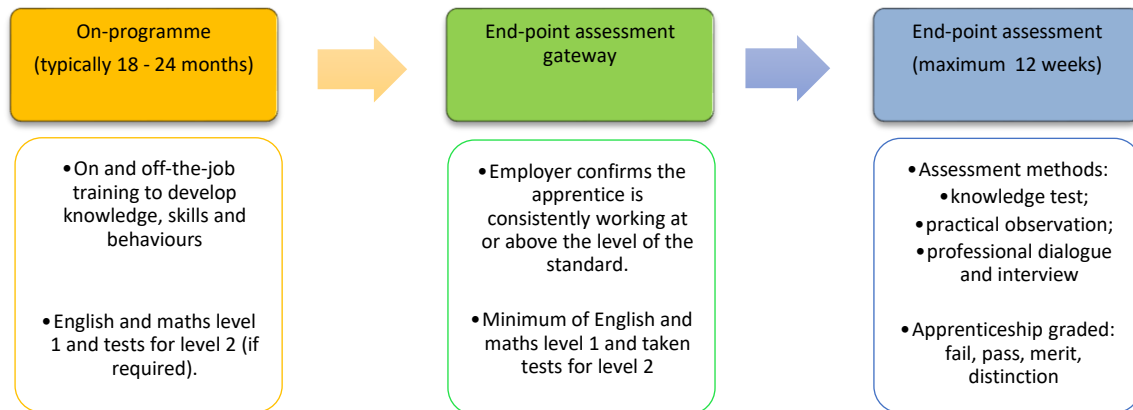 On-programme
(typically 18 - 24 months)
•On and off-the-job
training to develop
knowledge, skills and
behaviours
•English and maths level
1 and tests for level 2 (if
required).
End-point assessment
gateway
•Employer confirms the
apprentice is
consistently working at
or above the level of the
standard.
•Minimum of English and
maths level 1 and taken
tests for level 2
End-point assessment
(maximum 12 weeks)
•Assessment methods:
•knowledge test;
•practical observation;
•professional dialogue
and interview
•Apprenticeship graded:
fail, pass, merit,
distinction